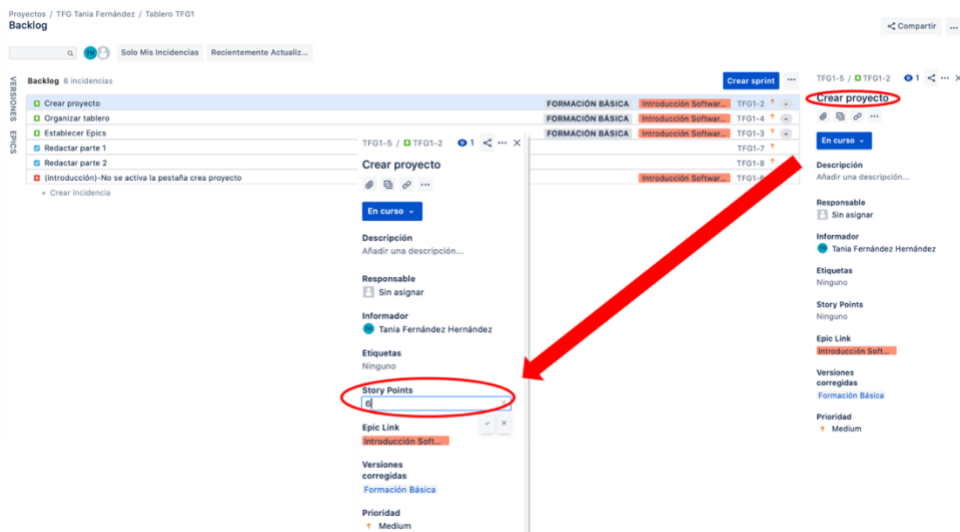 Proyectos / TFG Tania Fernández / Tablero TFG1
Backlog
Compartir
TH
Solo Mis Incidencias
Recientemente Actualiz...
VERSIONES
EPICS
Backlog 6 incidencias
Crear sprint
Crear proyecto FORMACIÓN BÁSICA Introducción Softwar... TFG1-2
Organizar tablero FORMACIÓN BÁSICA Introducción Softwar... TFG1-4
Establecer Epics FORMACIÓN BÁSICA Introducción Softwar... TFG1-3
Redactar parte 1 TFG1-7
Redactar parte 2 TFG1-8
(introducción)-No se activa la pestaña crea proyecto Introducción Softwar...
+ Crear incidencia
TFG1-5 / TFG1-2 1
Crear proyecto
En curso
Descripción
Añadir una descripción...
Responsable
Sin asignar
Informador
Tania Fernández Hernández
Etiquetas
Ninguno
Story Points
6
Epic Link
Introducción Soft...
Versiones
corregidas
Formación Básica
Prioridad
Medium
TFG1-5 / TFG1-2 1
Crear proyecto
En curso
Descripción
Añadir una descripción...
Responsable
Sin asignar
Informador
Tania Fernández Hernández
Etiquetas
Ninguno
Story Points
Ninguno
Epic Link
Introducción Soft...
Versiones
corregidas
Formación Básica
Prioridad
Medium